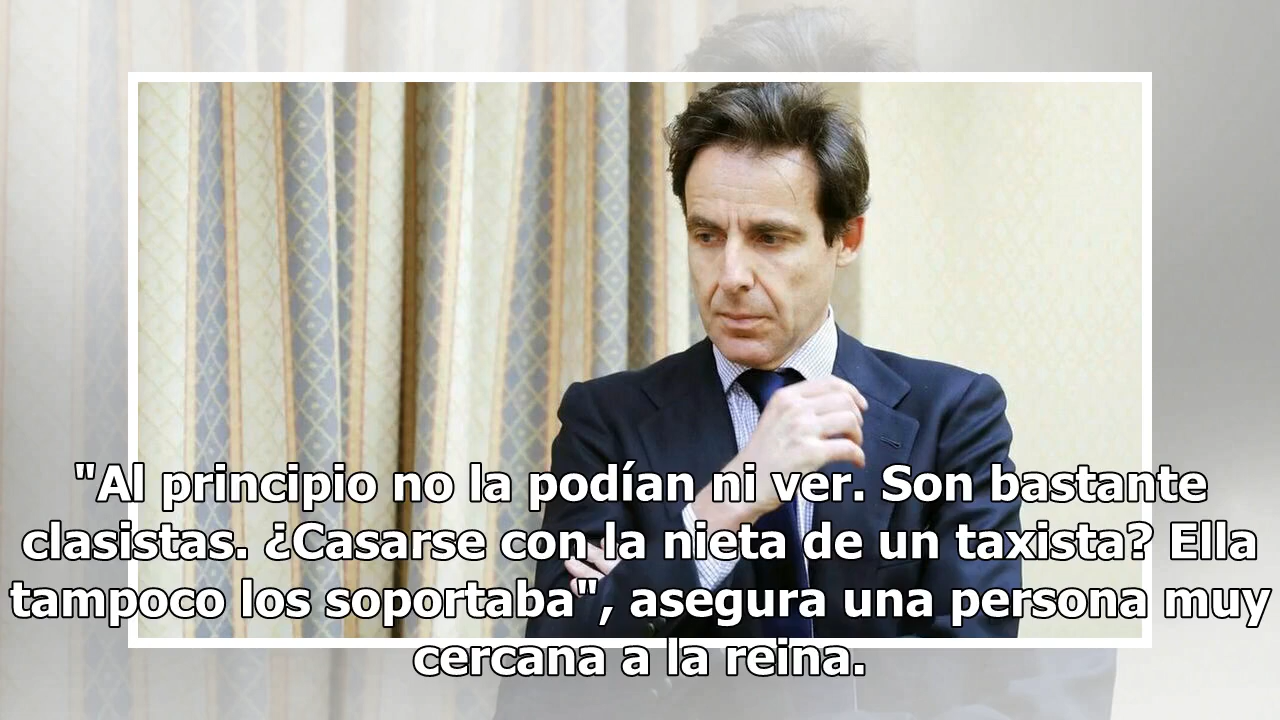 "Al principio no la podían ni ver. Son bastante
clasistas. ¿Casarse con la nieta de un taxista? Ella
tampoco los soportaba", asegura una persona muy
cercana a la reina.